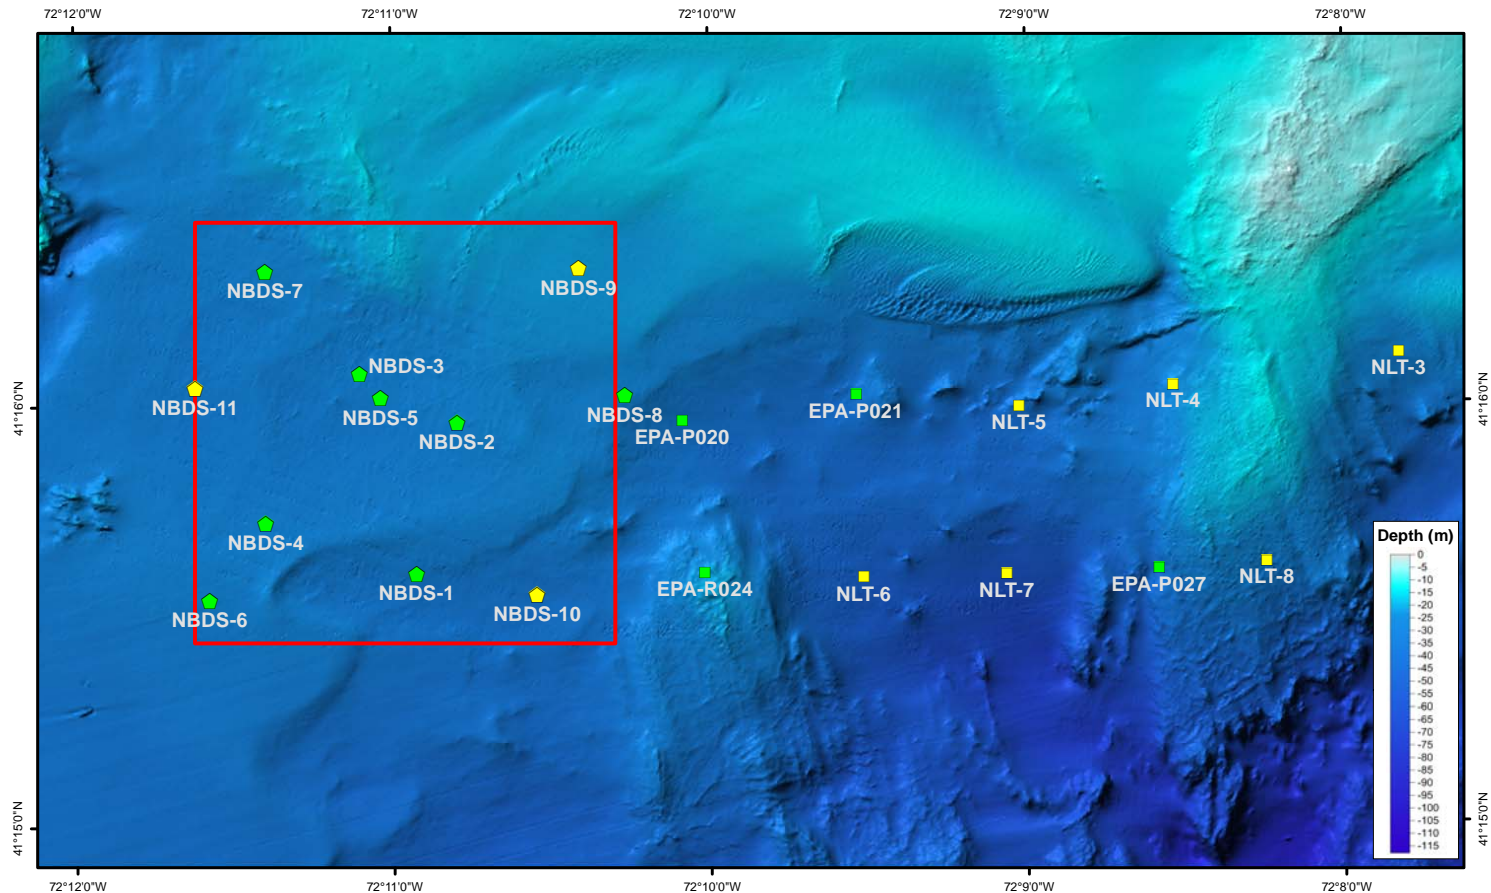 72°12'0"W 72°11'0"W 72°10'0"W 72°9'0"W 72°8'0"W
NBDS-7
NBDS-9
NBDS-3
NLT-3
NBDS-11
NBDS-5
NBDS-8
EPA-P021
NLT-4
NLT-5
NBDS-2
EPA-P020
41°16'0"N
41°16'0"N
NBDS-4
NBDS-1
NBDS-6
NBDS-10
EPA-R024
NLT-6
NLT-7
EPA-P027
NLT-8
Depth (m)
0
-5
-10
-15
-20
-25
-30
-35
-40
-45
-50
-55
-60
-65
-70
-75
-80
-85
-90
-95
-100
-105
-110
-115
41°15'0"N
41°15'0"N
72°12'0"W 72°11'0"W 72°10'0"W 72°9'0"W 72°8'0"W